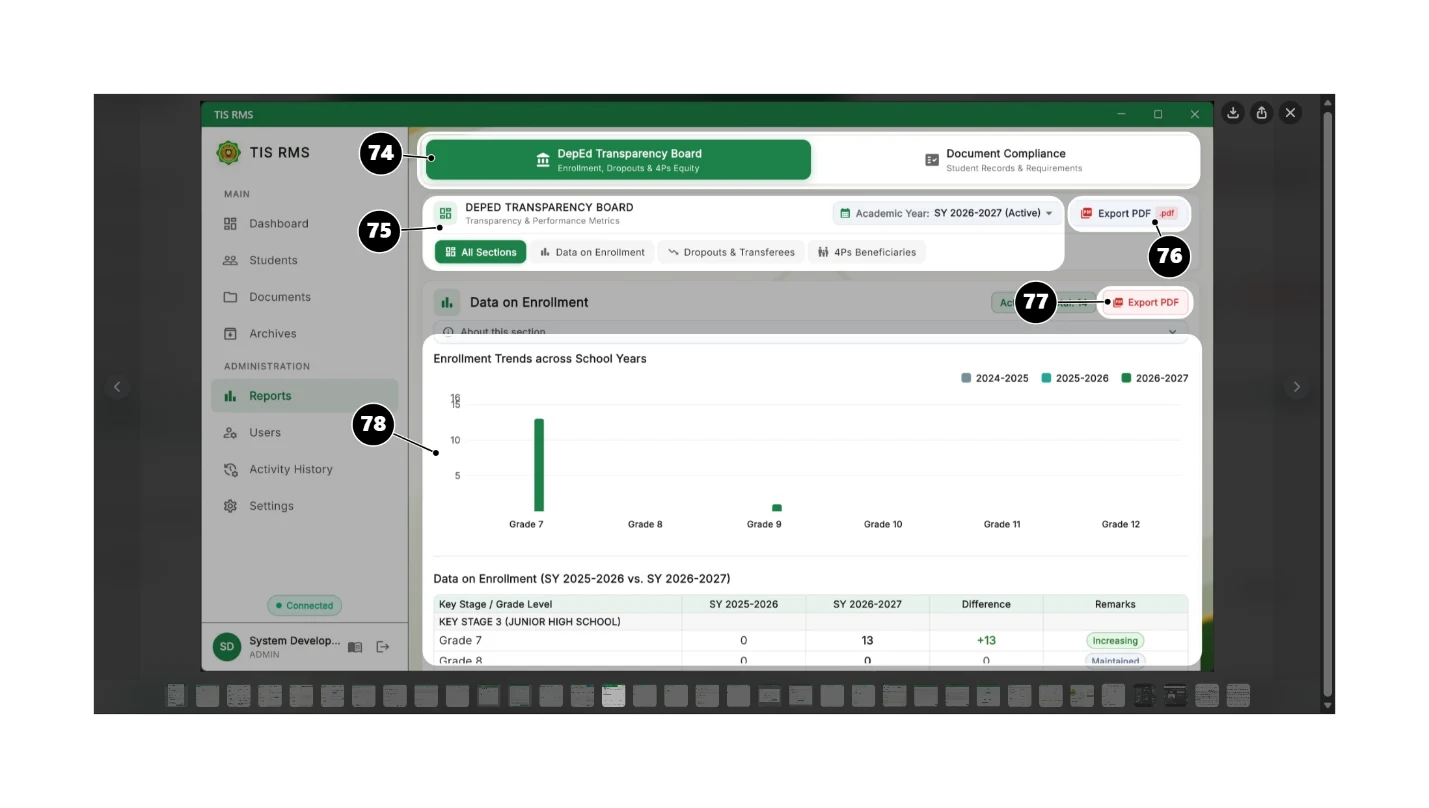 TIS RMS
TIS RMS
MAIN
Dashboard
Students
Documents
Archives
ADMINISTRATION
Reports
Users
Activity History
Settings
Connected
SD
System Develop...
ADMIN
74
DepEd Transparency Board
Enrollment, Dropouts & 4Ps Equity
Document Compliance
Student Records & Requirements
75
DEPED TRANSPARENCY BOARD
Transparency & Performance Metrics
Academic Year: SY 2026-2027 (Active)
Export PDF .pdf
76
All Sections
Data on Enrollment
Dropouts & Transferees
4Ps Beneficiaries
Data on Enrollment
77
Export PDF
About this section
78
Enrollment Trends across School Years
2024-2025 2025-2026 2026-2027
16
15
10
5
Grade 7 Grade 8 Grade 9 Grade 10 Grade 11 Grade 12
Data on Enrollment (SY 2025-2026 vs. SY 2026-2027)
Key Stage / Grade Level SY 2025-2026 SY 2026-2027 Difference Remarks
KEY STAGE 3 (JUNIOR HIGH SCHOOL)
Grade 7 0 13 +13 Increasing
Grade 8 0 0 0 Maintained